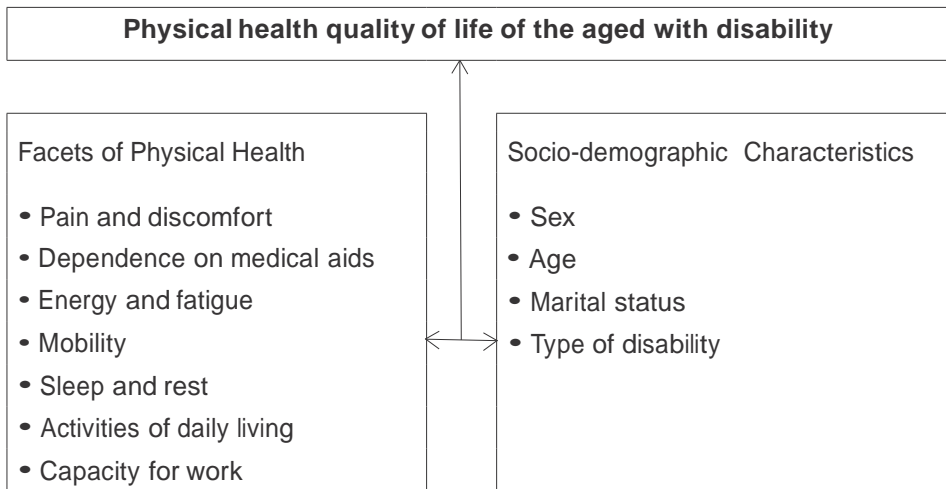 Physical health quality of life of the aged with disability
Facets of Physical Health
• Pain and discomfort
• Dependence on medical aids
• Energy and fatigue
• Mobility
• Sleep and rest
• Activities of daily living
• Capacity for work
Socio-demographic Characteristics
• Sex
• Age
• Marital status
• Type of disability